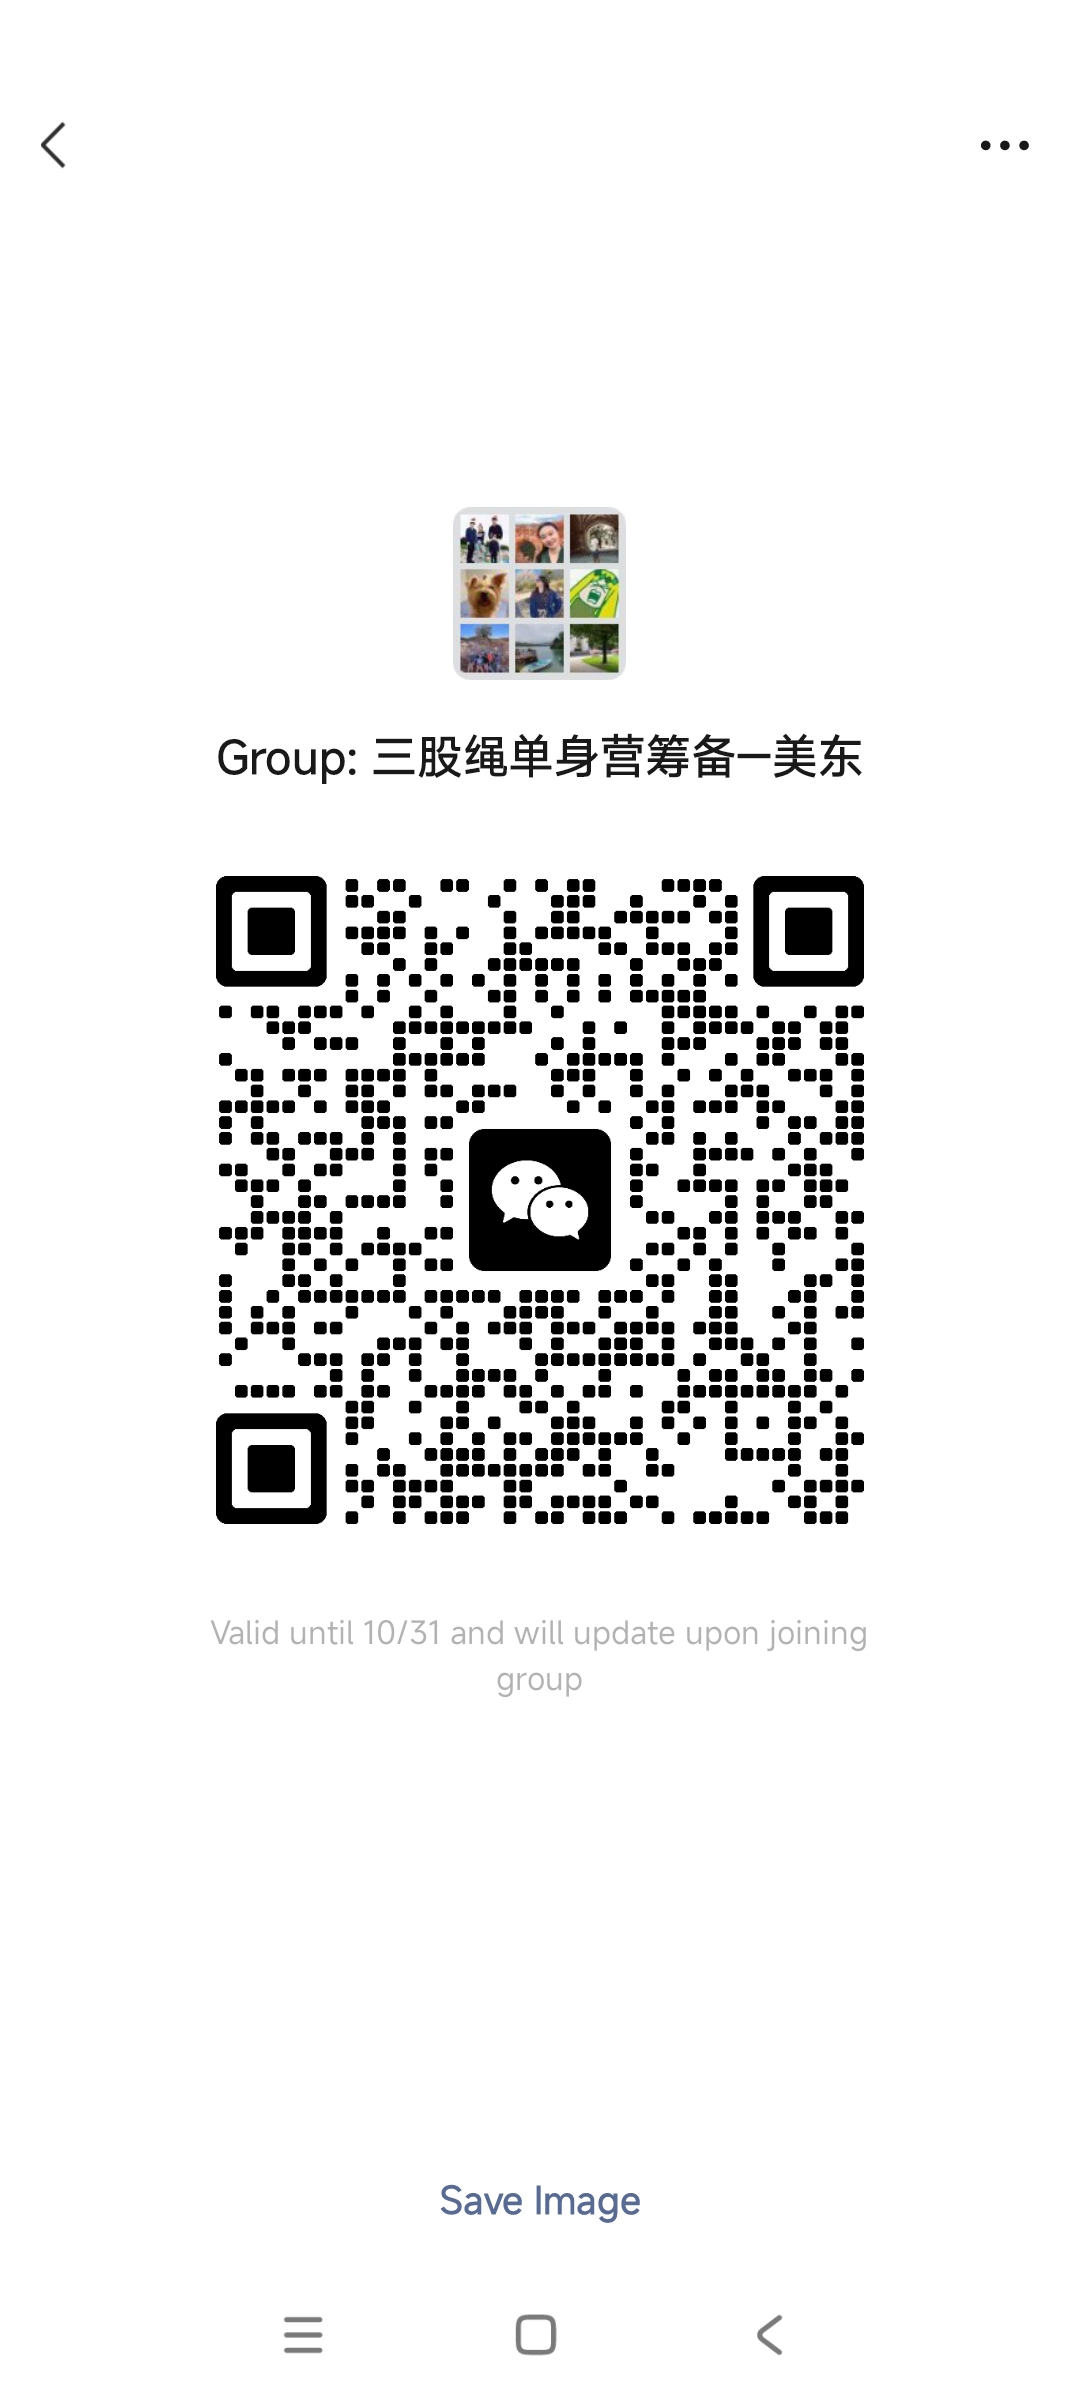 Group: 三股绳单身营筹备—美东
Valid until 10/31 and will update upon joining
group
Save Image